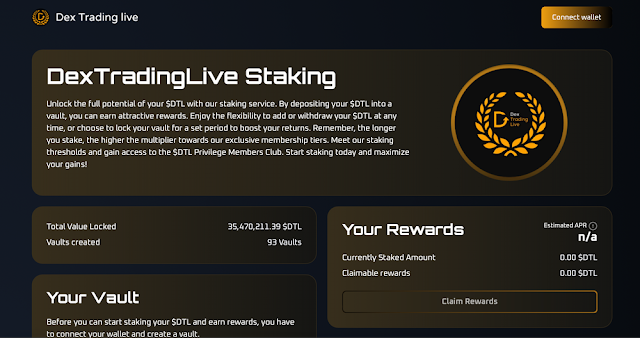 Dex Trading live
Connect wallet
DexTradingLive Staking
Unlock the full potential of your $DTL with our staking service. By depositing your $DTL into a
vault, you can earn attractive rewards. Enjoy the flexibility to add or withdraw your $DTL at any
time, or choose to lock your vault for a set period to boost your returns. Remember, the longer
you stake, the higher the multiplier towards our exclusive membership tiers. Meet our staking
thresholds and gain access to the $DTL Privilege Members Club. Start staking today and maximize
your gains!
Dex
Trading
Live
Total Value Locked 35,470,211.39 $DTL
Vaults created 93 Vaults
Your Rewards
Estimated APR
n/a
Currently Staked Amount 0.00 $DTL
Claimable rewards 0.00 $DTL
Claim Rewards
Your Vault
Before you can start staking your $DTL and earn rewards, you have
to connect your wallet and create a vault.